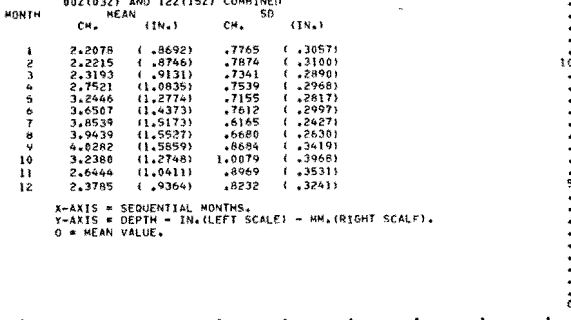 002(032) AND 122(152) COMBINED
MONTH MEAN SD
CM. (IN.) CM. (IN.)
1 2.2078 ( .8692) .7765 ( .3057)
2 2.2215 ( .8746) .7874 ( .3100)
3 2.3193 ( .9131) .7341 ( .2890)
4 2.7521 (1.0835) .7539 ( .2968)
5 3.2446 (1.2774) .7155 ( .2817)
6 3.6507 (1.4373) .7612 ( .2997)
7 3.8539 (1.5173) .6165 ( .2427)
8 3.9439 (1.5527) .6680 ( .2630)
9 4.0282 (1.5859) .8684 ( .3419)
10 3.2380 (1.2748) 1.0079 ( .3968)
11 2.6444 (1.0411) .8969 ( .3531)
12 2.3785 ( .9364) .8232 ( .3241)
X-AXIS = SEQUENTIAL MONTHS.
Y-AXIS = DEPTH - IN.(LEFT SCALE) - MM.(RIGHT SCALE).
O = MEAN VALUE.